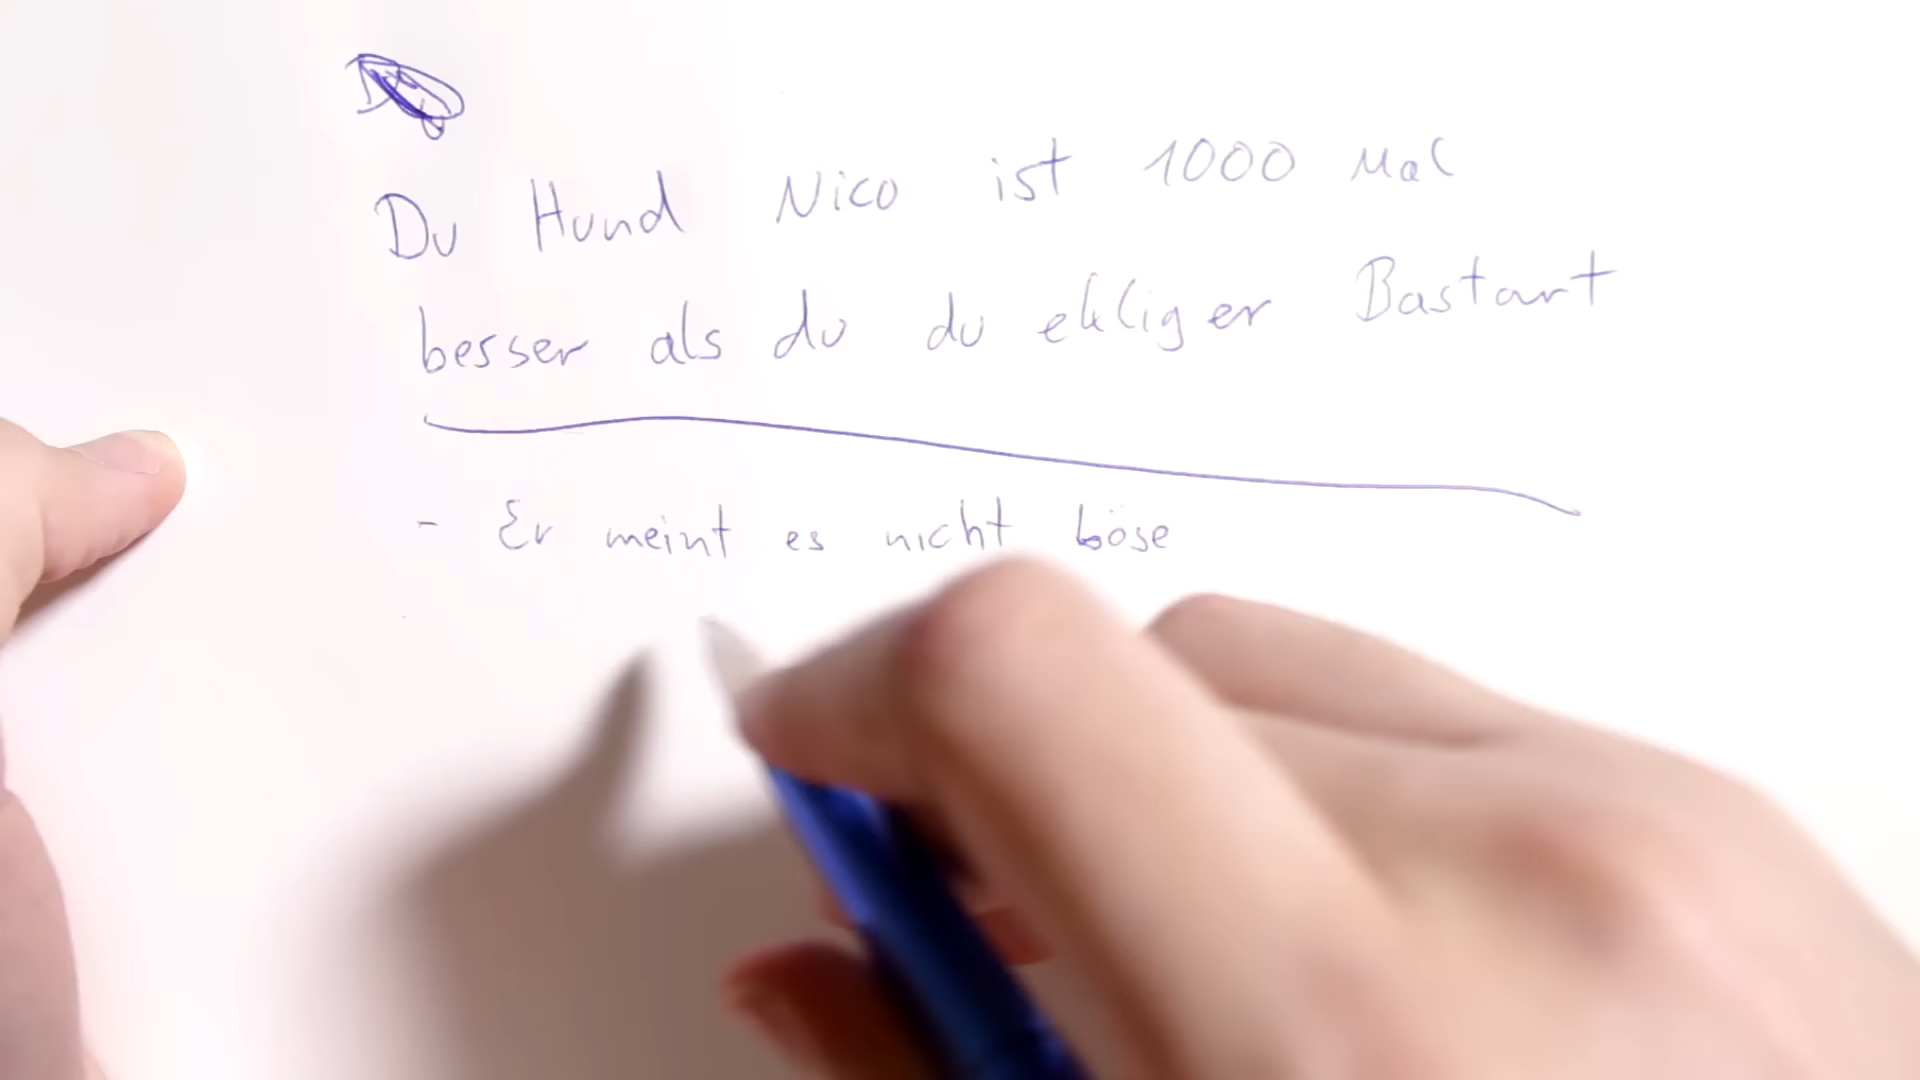 Du Hund Nico ist 1000 Mal
besser als du du ekliger Bastart
- Er meint es nicht böse